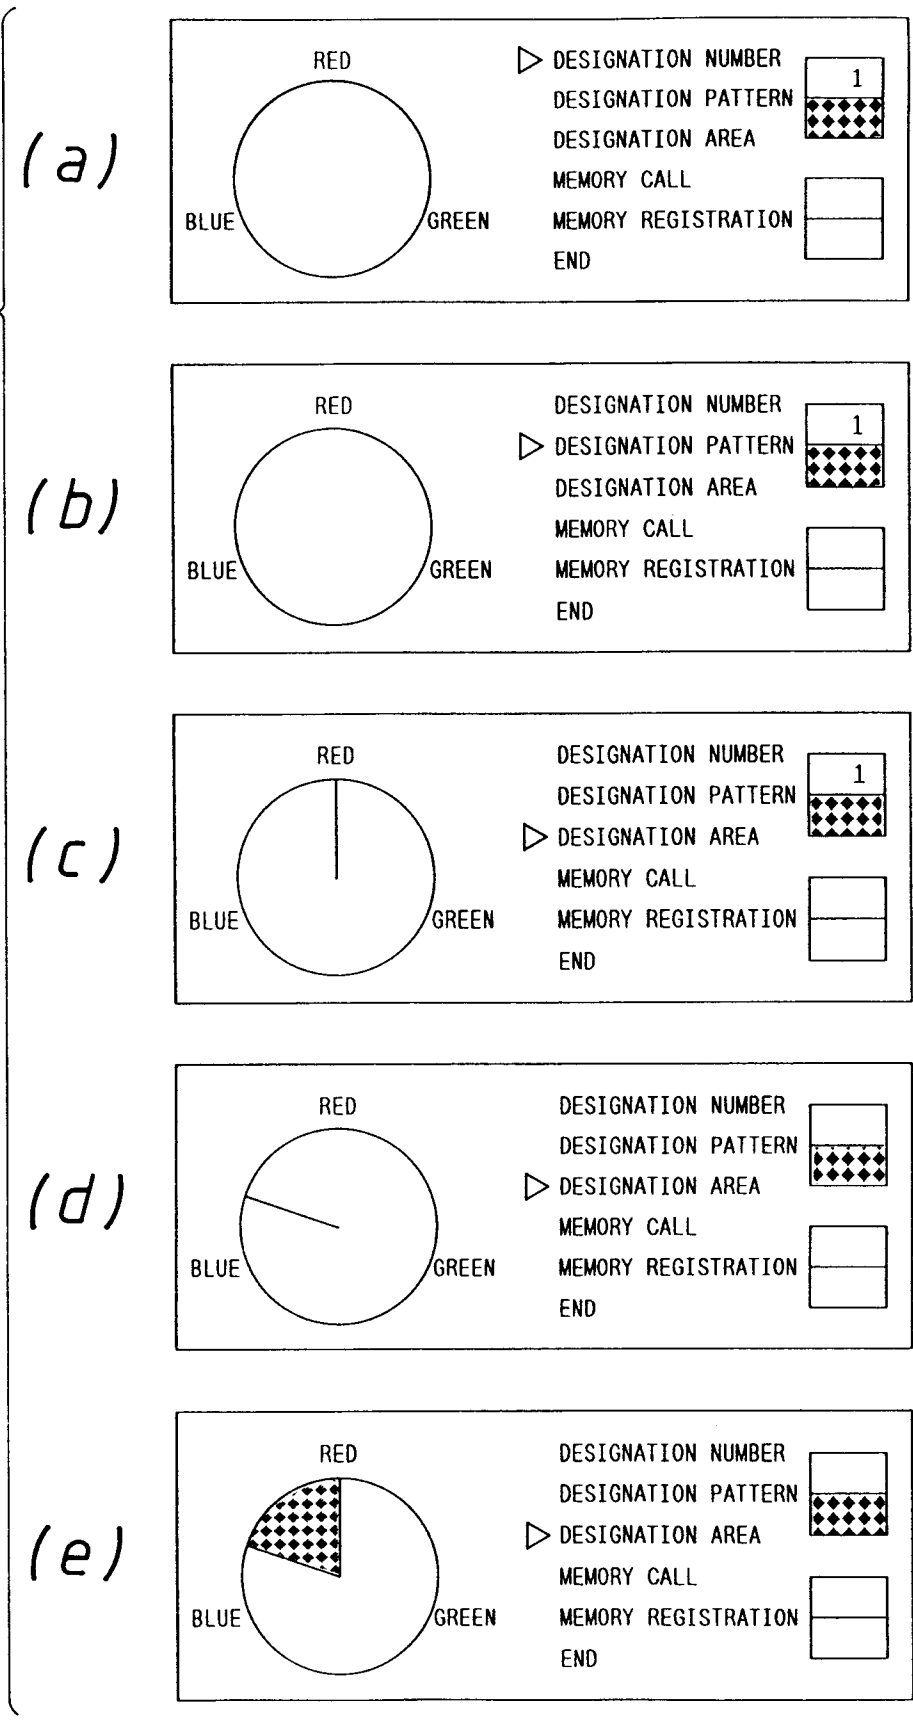 (a)
RED
BLUE
GREEN
DESIGNATION NUMBER
DESIGNATION PATTERN
DESIGNATION AREA
MEMORY CALL
MEMORY REGISTRATION
END
1
(b)
RED
BLUE
GREEN
DESIGNATION NUMBER
DESIGNATION PATTERN
DESIGNATION AREA
MEMORY CALL
MEMORY REGISTRATION
END
1
(c)
RED
BLUE
GREEN
DESIGNATION NUMBER
DESIGNATION PATTERN
DESIGNATION AREA
MEMORY CALL
MEMORY REGISTRATION
END
1
(d)
RED
BLUE
GREEN
DESIGNATION NUMBER
DESIGNATION PATTERN
DESIGNATION AREA
MEMORY CALL
MEMORY REGISTRATION
END
(e)
RED
BLUE
GREEN
DESIGNATION NUMBER
DESIGNATION PATTERN
DESIGNATION AREA
MEMORY CALL
MEMORY REGISTRATION
END